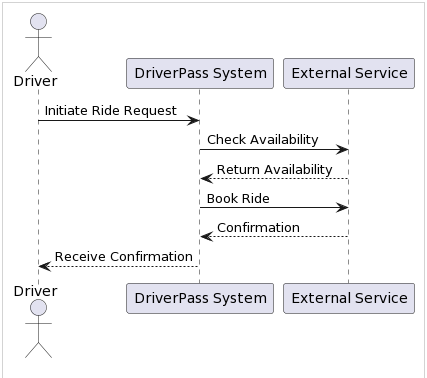 Driver
DriverPass System
External Service
Initiate Ride Request
Check Availability
Return Availability
Book Ride
Confirmation
Receive Confirmation
Driver
DriverPass System
External Service